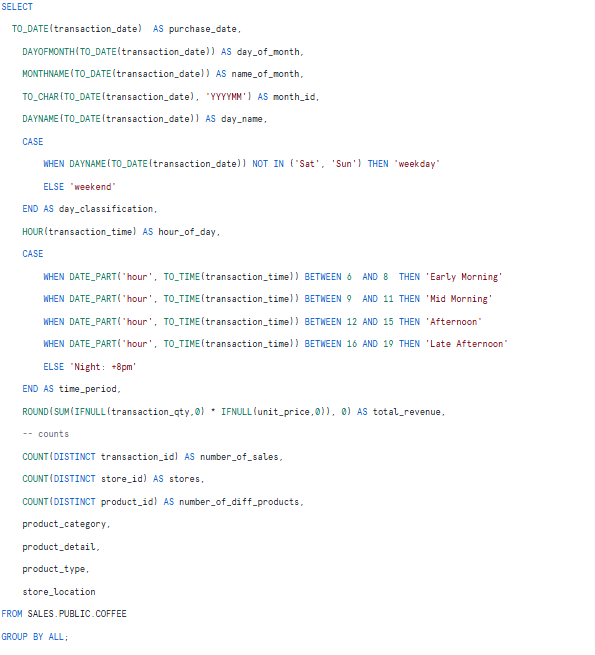 SELECT
TO_DATE(transaction_date)  AS purchase_date,
DAYOFMONTH(TO_DATE(transaction_date)) AS day_of_month,
MONTHNAME(TO_DATE(transaction_date)) AS name_of_month,
TO_CHAR(TO_DATE(transaction_date), 'YYYYMM') AS month_id,
DAYNAME(TO_DATE(transaction_date)) AS day_name,
CASE
WHEN DAYNAME(TO_DATE(transaction_date)) NOT IN ('Sat', 'Sun') THEN 'weekday'
ELSE 'weekend'
END AS day_classification,
HOUR(transaction_time) AS hour_of_day,
CASE
WHEN DATE_PART('hour', TO_TIME(transaction_time)) BETWEEN 6  AND 8  THEN 'Early Morning'
WHEN DATE_PART('hour', TO_TIME(transaction_time)) BETWEEN 9  AND 11 THEN 'Mid Morning'
WHEN DATE_PART('hour', TO_TIME(transaction_time)) BETWEEN 12 AND 15 THEN 'Afternoon'
WHEN DATE_PART('hour', TO_TIME(transaction_time)) BETWEEN 16 AND 19 THEN 'Late Afternoon'
ELSE 'Night: +8pm'
END AS time_period,
ROUND(SUM(IFNULL(transaction_qty,0) * IFNULL(unit_price,0)), 0) AS total_revenue,
-- counts
COUNT(DISTINCT transaction_id) AS number_of_sales,
COUNT(DISTINCT store_id) AS stores,
COUNT(DISTINCT product_id) AS number_of_diff_products,
product_category,
product_detail,
product_type,
store_location
FROM SALES.PUBLIC.COFFEE
GROUP BY ALL;